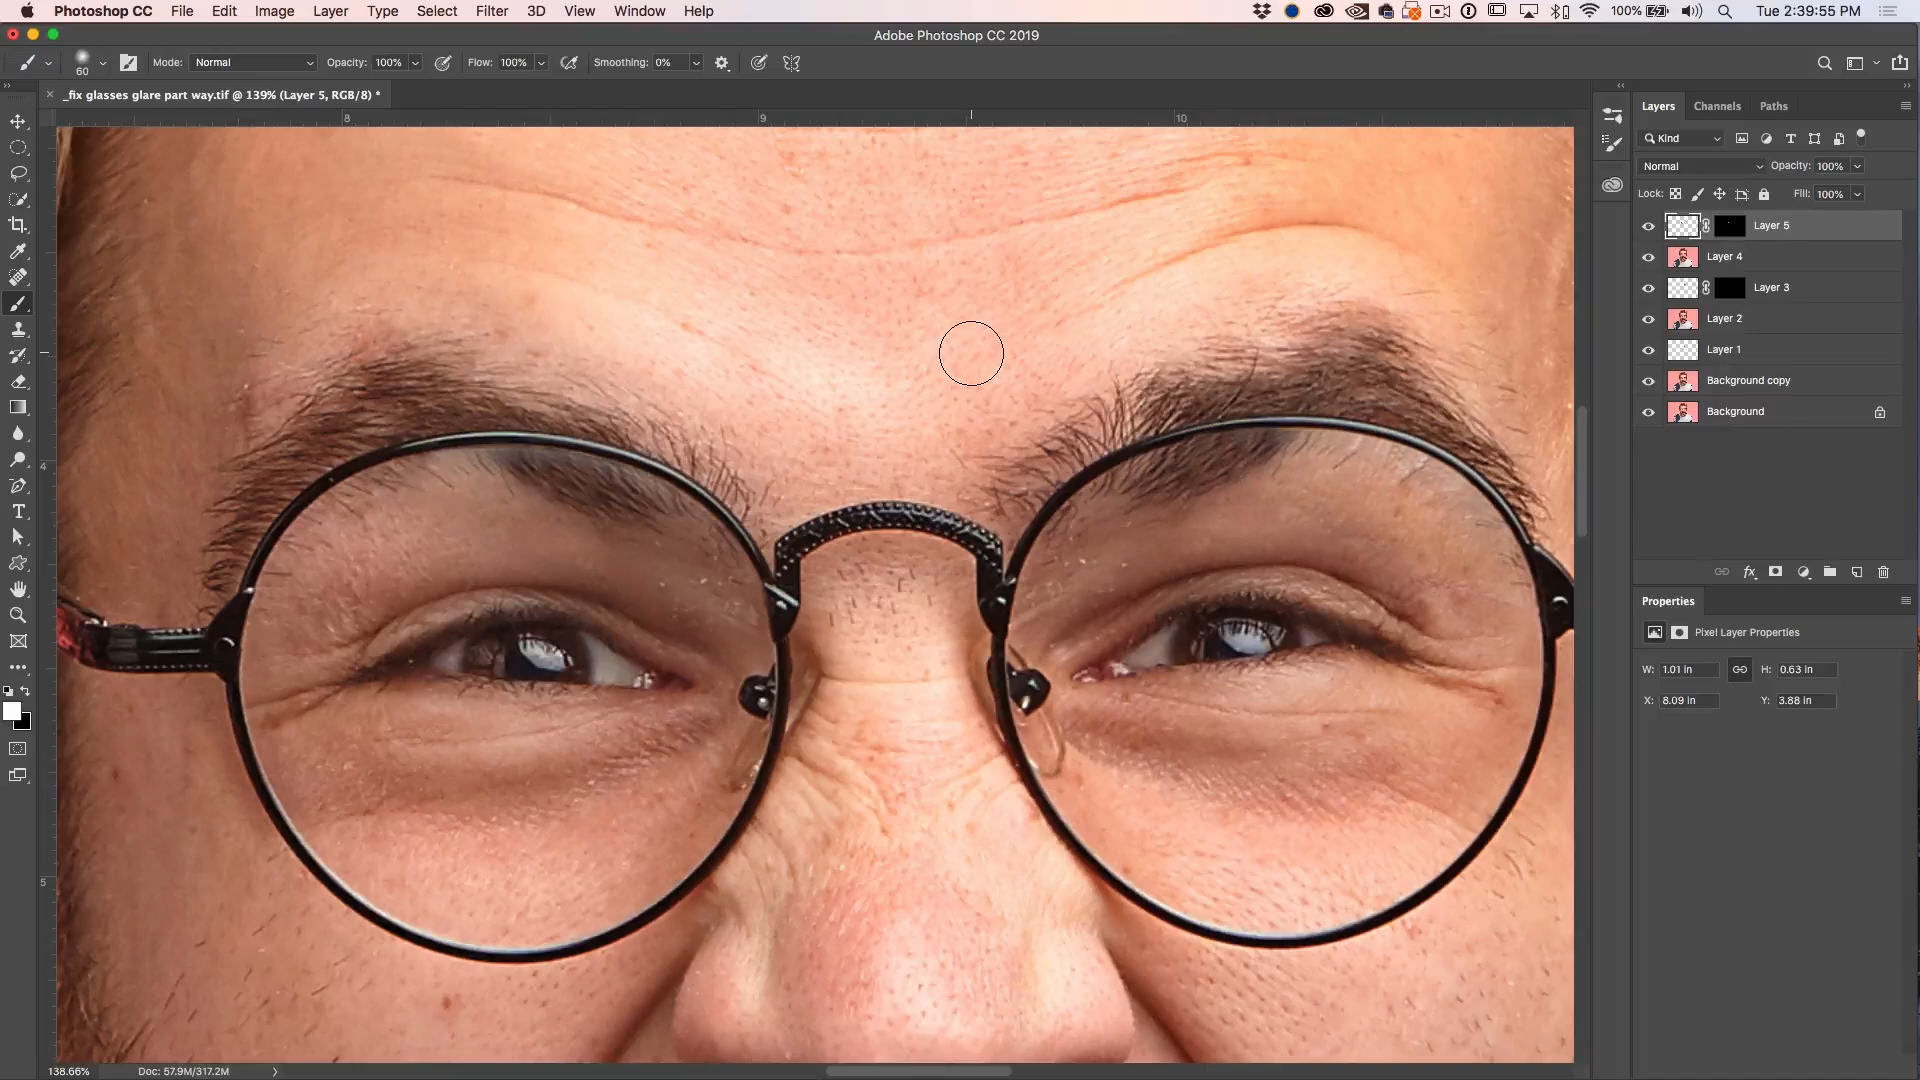 Photoshop CC File Edit Image Layer Type Select Filter 3D View Window Help 100% Tue 2:39:55 PM
Adobe Photoshop CC 2019
60 Mode: Normal Opacity: 100% Flow: 100% Smoothing: 0%
_fix glasses glare part way.tif @ 139% (Layer 5, RGB/8) *
8 9 10
4
5
Layers Channels Paths
Kind
Normal Opacity: 100%
Lock: Fill: 100%
Layer 5
Layer 4
Layer 3
Layer 2
Layer 1
Background copy
Background
Properties
Pixel Layer Properties
W: 1.01 in H: 0.63 in
X: 8.09 in Y: 3.88 in
138.66% Doc: 57.9M/317.2M